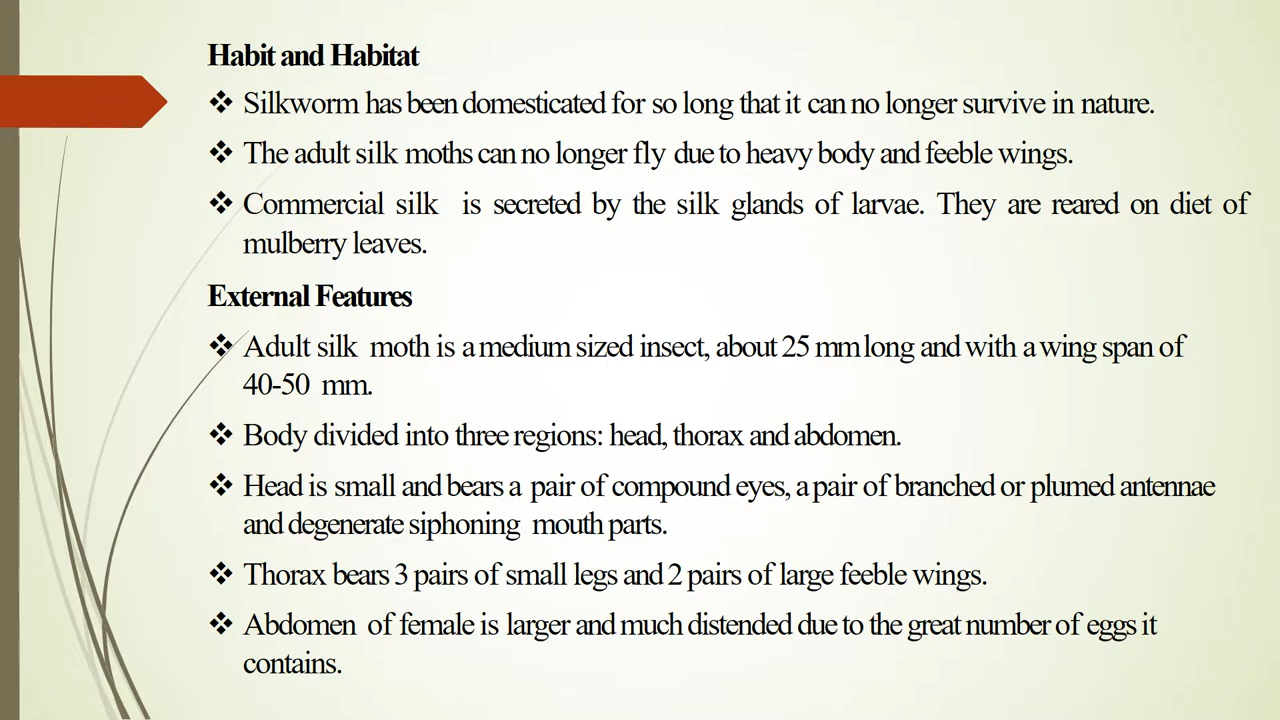 Habit and Habitat
❖ Silkworm has been domesticated for so long that it can no longer survive in nature.
❖ The adult silk moths can no longer fly due to heavy body and feeble wings.
❖ Commercial silk is secreted by the silk glands of larvae. They are reared on diet of
mulberry leaves.
External Features
❖ Adult silk moth is a medium sized insect, about 25 mm long and with a wing span of
40-50 mm.
❖ Body divided into three regions: head, thorax and abdomen.
❖ Head is small and bears a pair of compound eyes, a pair of branched or plumed antennae
and degenerate siphoning mouth parts.
❖ Thorax bears 3 pairs of small legs and 2 pairs of large feeble wings.
❖ Abdomen of female is larger and much distended due to the great number of eggs it
contains.